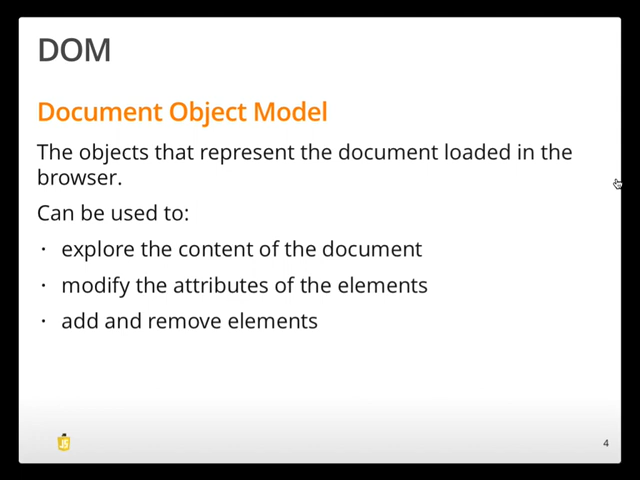 DOM
Document Object Model
The objects that represent the document loaded in the
browser.
Can be used to:
· explore the content of the document
· modify the attributes of the elements
· add and remove elements
JS
4